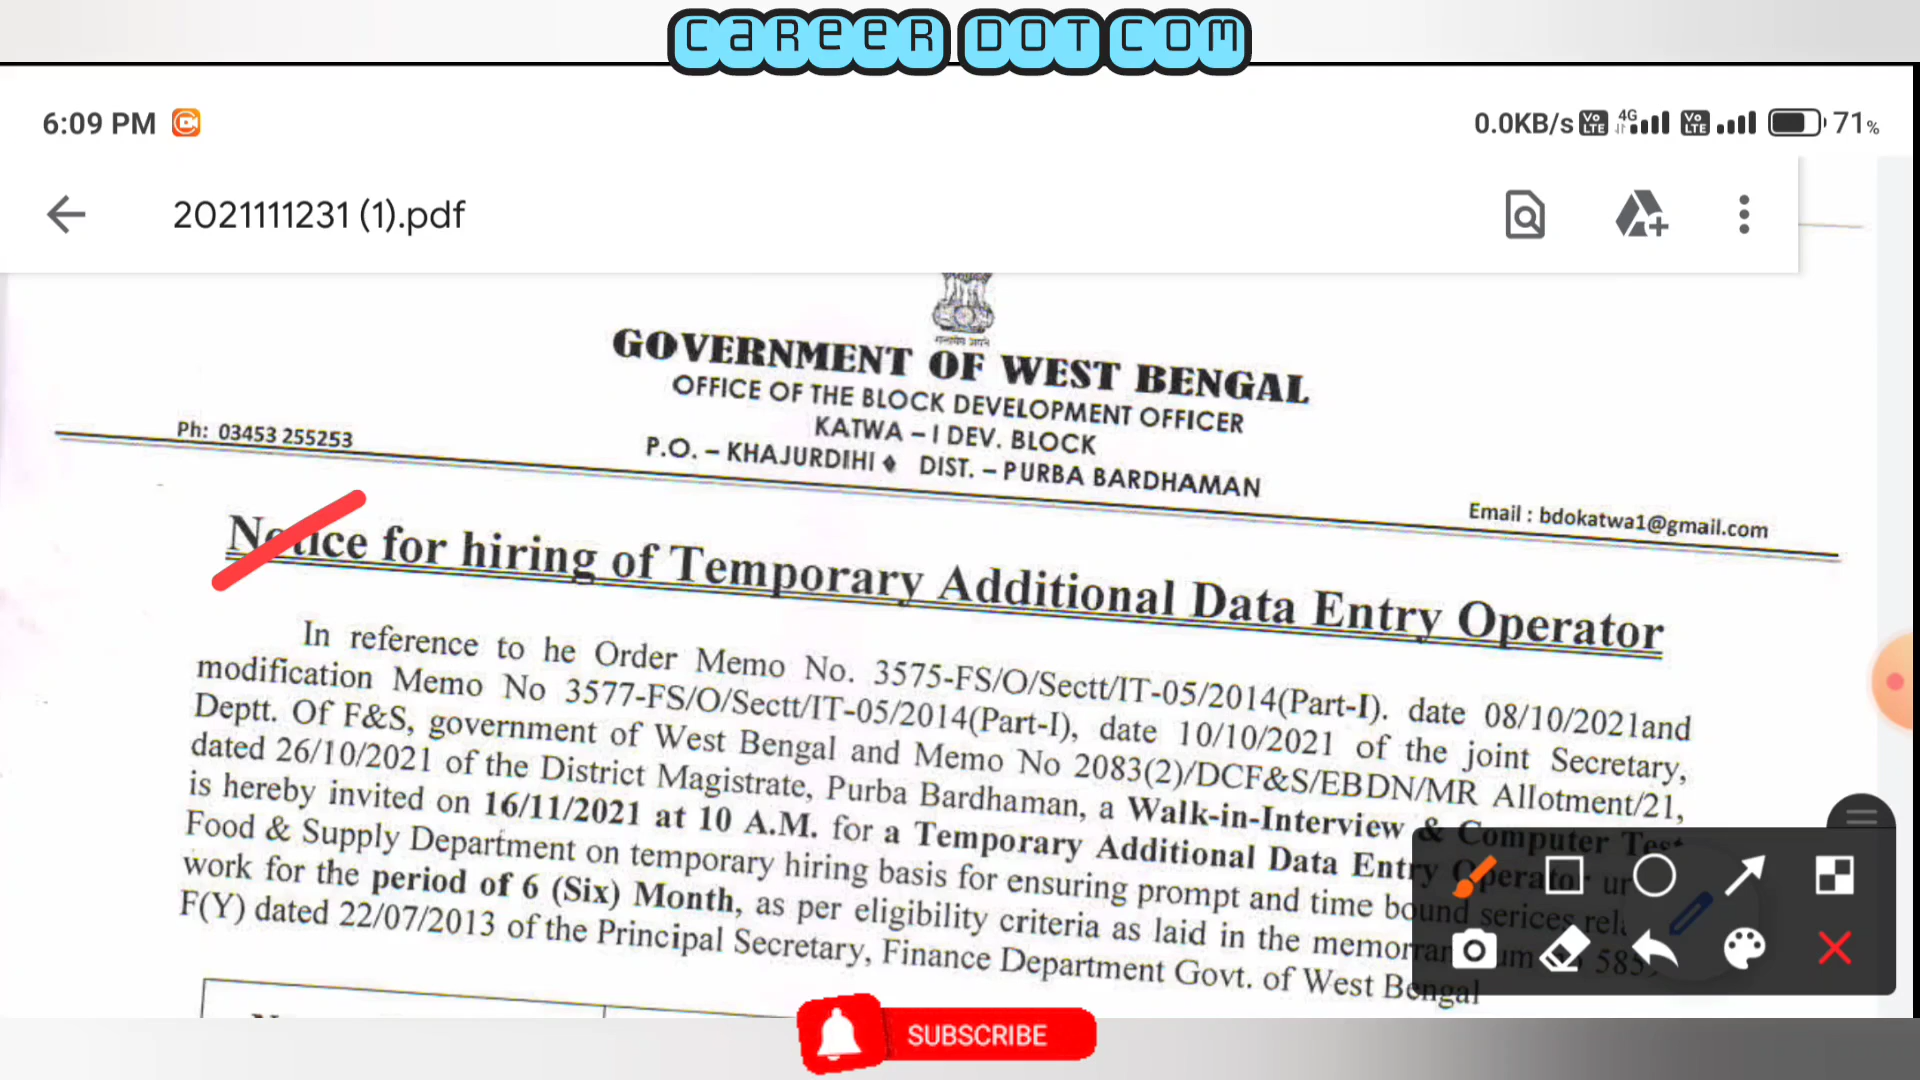 CAREER DOT COM
6:09 PM
0.0KB/s Vo LTE 4G Vo LTE 71%
2021111231 (1).pdf
GOVERNMENT OF WEST BENGAL
OFFICE OF THE BLOCK DEVELOPMENT OFFICER
KATWA – I DEV. BLOCK
P.O. – KHAJURDIHI ♦ DIST. – PURBA BARDHAMAN
Ph: 03453 255253
Email : bdokatwa1@gmail.com
Notice for hiring of Temporary Additional Data Entry Operator
In reference to he Order Memo No. 3575-FS/O/Sectt/IT-05/2014(Part-I). date 08/10/2021and
modification Memo No 3577-FS/O/Sectt/IT-05/2014(Part-I), date 10/10/2021 of the joint Secretary,
Deptt. Of F&S, government of West Bengal and Memo No 2083(2)/DCF&S/EBDN/MR Allotment/21,
dated 26/10/2021 of the District Magistrate, Purba Bardhaman, a Walk-in-Interview & Computer Test
is hereby invited on 16/11/2021 at 10 A.M. for a Temporary Additional Data Entry Operator
Food & Supply Department on temporary hiring basis for ensuring prompt and time bound serices
work for the period of 6 (Six) Month, as per eligibility criteria as laid in the
F(Y) dated 22/07/2013 of the Principal Secretary, Finance Department Govt. of West Bengal
SUBSCRIBE